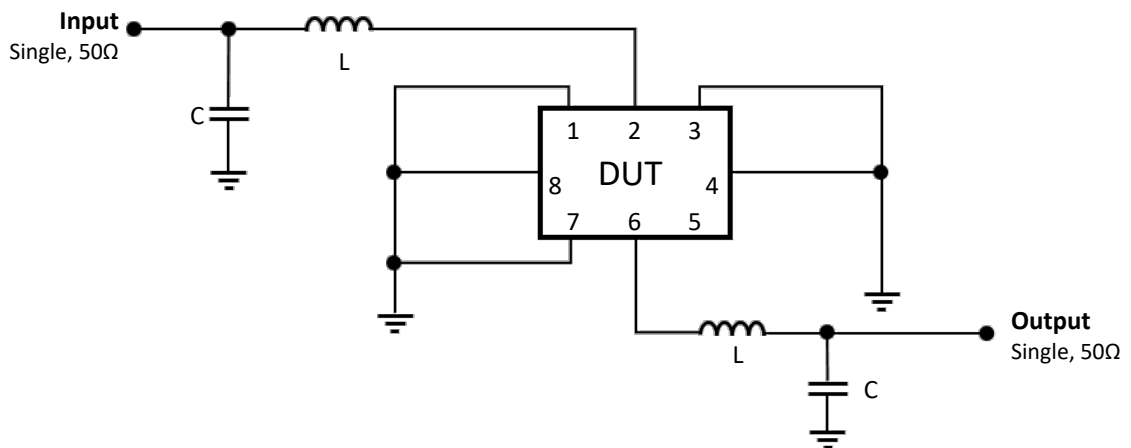 Input
Single, 50Ω
L
C
1 2 3
8 DUT 4
7 6 5
Output
Single, 50Ω
L
C